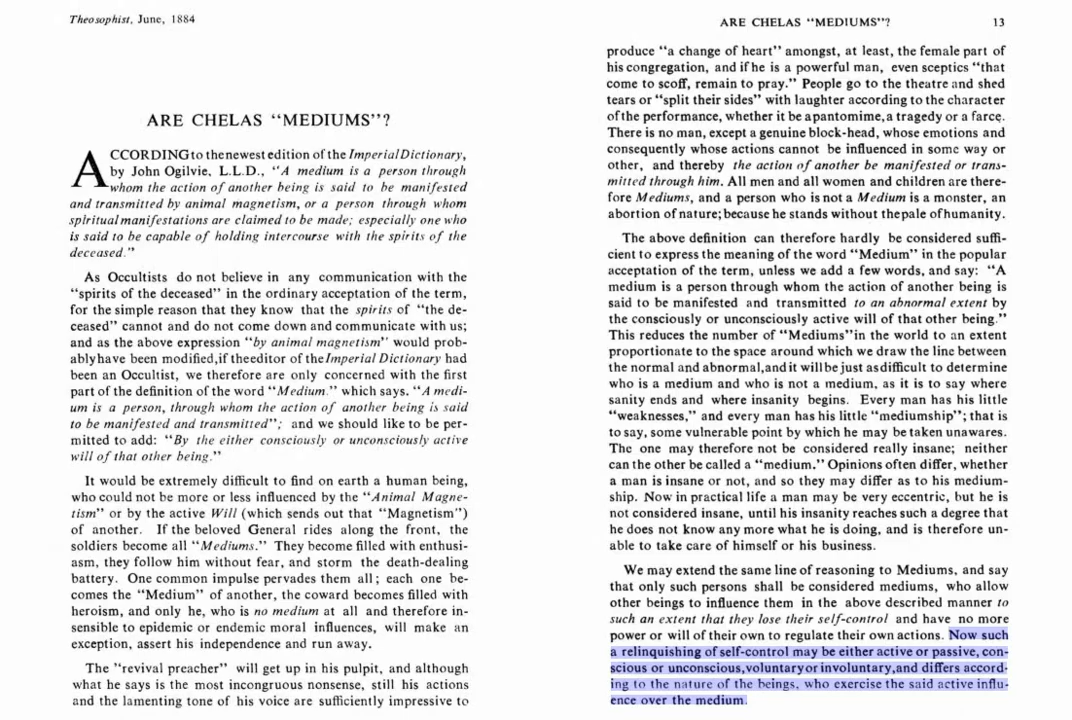 Theosophist, June, 1884
ARE CHELAS "MEDIUMS"?
ACCORDING to the newest edition of the Imperial Dictionary,
by John Ogilvie, L.L.D., "A medium is a person through
whom the action of another being is said to be manifested
and transmitted by animal magnetism, or a person through whom
spiritual manifestations are claimed to be made; especially one who
is said to be capable of holding intercourse with the spirits of the
deceased."
As Occultists do not believe in any communication with the
"spirits of the deceased" in the ordinary acceptation of the term,
for the simple reason that they know that the spirits of "the de-
ceased" cannot and do not come down and communicate with us;
and as the above expression "by animal magnetism" would prob-
ably have been modified, if the editor of the Imperial Dictionary had
been an Occultist, we therefore are only concerned with the first
part of the definition of the word "Medium." which says. "A medi-
um is a person, through whom the action of another being is said
to be manifested and transmitted"; and we should like to be per-
mitted to add: "By the either consciously or unconsciously active
will of that other being."
It would be extremely difficult to find on earth a human being,
who could not be more or less influenced by the "Animal Magne-
tism" or by the active Will (which sends out that "Magnetism")
of another. If the beloved General rides along the front, the
soldiers become all "Mediums." They become filled with enthusi-
asm, they follow him without fear, and storm the death-dealing
battery. One common impulse pervades them all; each one be-
comes the "Medium" of another, the coward becomes filled with
heroism, and only he, who is no medium at all and therefore in-
sensible to epidemic or endemic moral influences, will make an
exception, assert his independence and run away.
The "revival preacher" will get up in his pulpit, and although
what he says is the most incongruous nonsense, still his actions
and the lamenting tone of his voice are sufficiently impressive to
ARE CHELAS "MEDIUMS"? 13
produce "a change of heart" amongst, at least, the female part of
his congregation, and if he is a powerful man, even sceptics "that
come to scoff, remain to pray." People go to the theatre and shed
tears or "split their sides" with laughter according to the character
of the performance, whether it be a pantomime, a tragedy or a farce.
There is no man, except a genuine block-head, whose emotions and
consequently whose actions cannot be influenced in some way or
other, and thereby the action of another be manifested or trans-
mitted through him. All men and all women and children are there-
fore Mediums, and a person who is not a Medium is a monster, an
abortion of nature; because he stands without the pale of humanity.
The above definition can therefore hardly be considered suffi-
cient to express the meaning of the word "Medium" in the popular
acceptation of the term, unless we add a few words, and say: "A
medium is a person through whom the action of another being is
said to be manifested and transmitted to an abnormal extent by
the consciously or unconsciously active will of that other being."
This reduces the number of "Mediums" in the world to an extent
proportionate to the space around which we draw the line between
the normal and abnormal, and it will be just as difficult to determine
who is a medium and who is not a medium, as it is to say where
sanity ends and where insanity begins. Every man has his little
"weaknesses," and every man has his little "mediumship"; that is
to say, some vulnerable point by which he may be taken unawares.
The one may therefore not be considered really insane; neither
can the other be called a "medium." Opinions often differ, whether
a man is insane or not, and so they may differ as to his medium-
ship. Now in practical life a man may be very eccentric, but he is
not considered insane, until his insanity reaches such a degree that
he does not know any more what he is doing, and is therefore un-
able to take care of himself or his business.
We may extend the same line of reasoning to Mediums, and say
that only such persons shall be considered mediums, who allow
other beings to influence them in the above described manner to
such an extent that they lose their self-control and have no more
power or will of their own to regulate their own actions. Now such
a relinquishing of self-control may be either active or passive, con-
scious or unconscious, voluntary or involuntary, and differs accord-
ing to the nature of the beings, who exercise the said active influ-
ence over the medium.